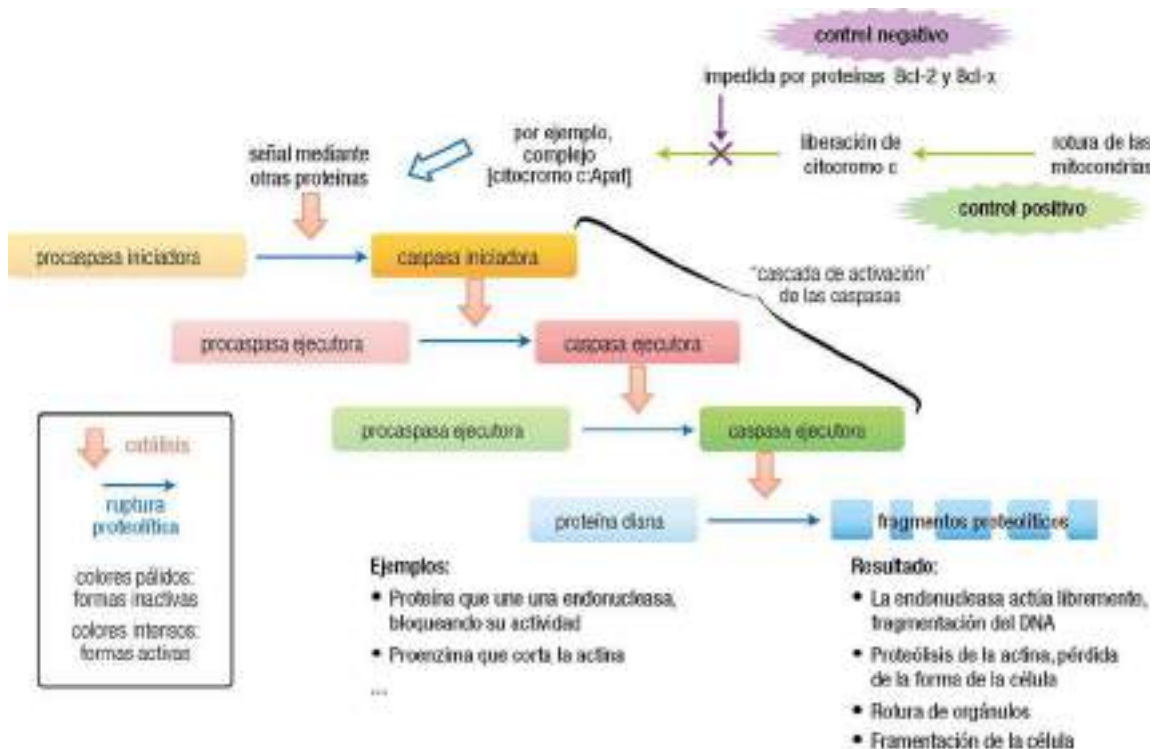 control negativo
impedida por proteínas Bcl-2 y Bcl-x
por ejemplo,
complejo
[citocromo c:Apaf]
liberación de
citocromo c
rotura de las
mitocondrias
control positivo
señal mediante
otras proteínas
procaspasa iniciadora
caspasa iniciadora
"cascada de activación"
de las caspasas
procaspasa ejecutora
caspasa ejecutora
procaspasa ejecutora
caspasa ejecutora
catálisis
ruptura
proteolítica
colores pálidos:
formas inactivas
colores intensos:
formas activas
proteína diana
fragmentos proteolíticos
Ejemplos:
• Proteína que une una endonucleasa,
bloqueando su actividad
• Proenzima que corta la actina
...
Resultado:
• La endonucleasa actúa libremente,
fragmentación del DNA
• Proteólisis de la actina, pérdida
de la forma de la célula
• Rotura de orgánulos
• Framentación de la célula